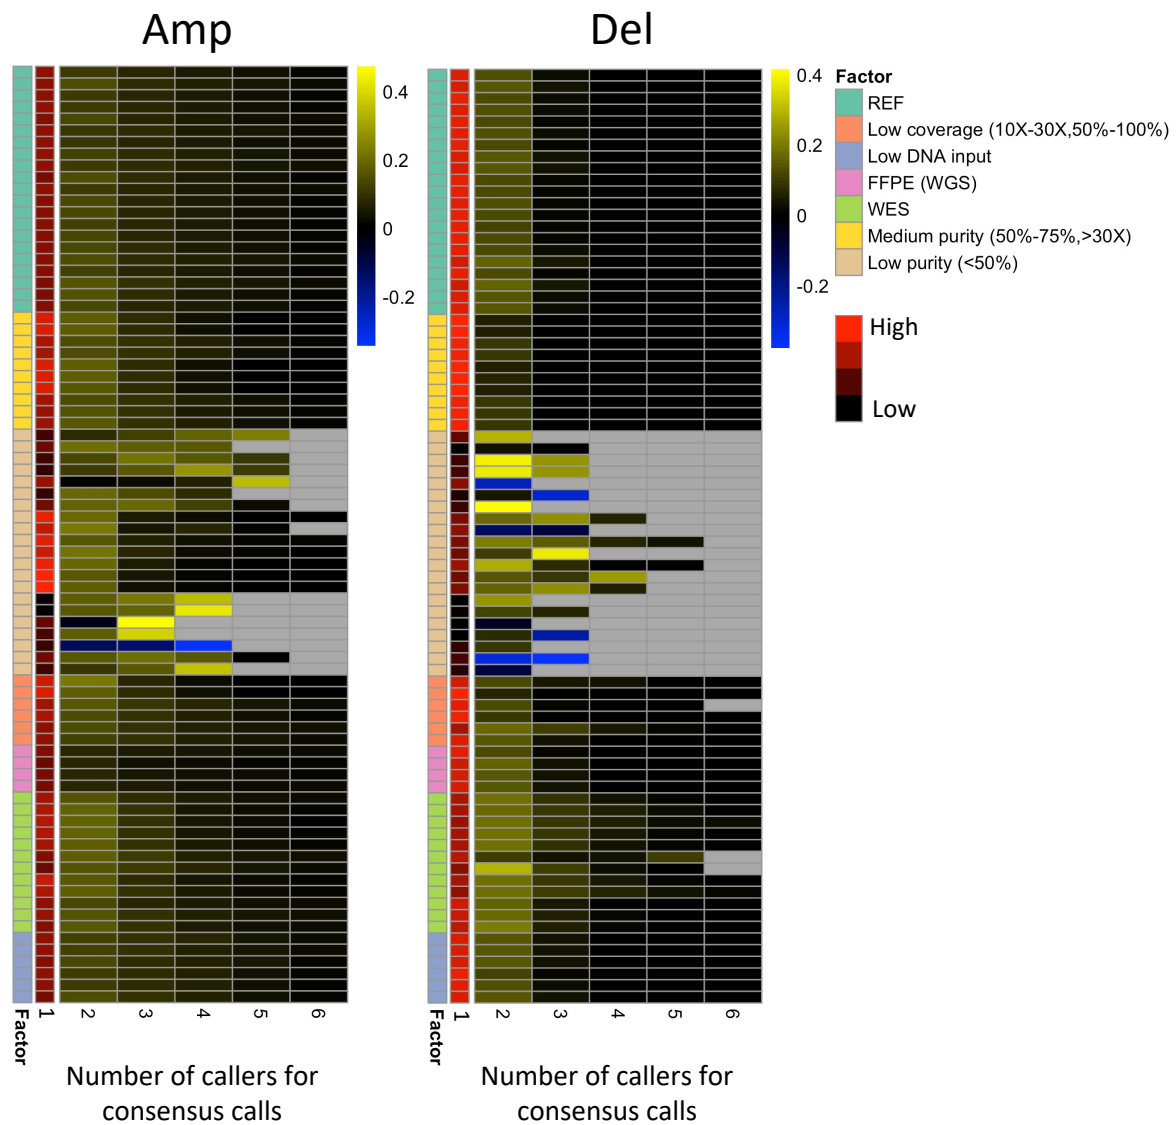 Amp
Del
0.4
0.2
0
-0.2
0.4
0.2
0
-0.2
Factor
REF
Low coverage (10X-30X,50%-100%)
Low DNA input
FFPE (WGS)
WES
Medium purity (50%-75%,>30X)
Low purity (<50%)
High
Low
Factor
1
2
3
4
5
6
Factor
1
2
3
4
5
6
Number of callers for
consensus calls
Number of callers for
consensus calls